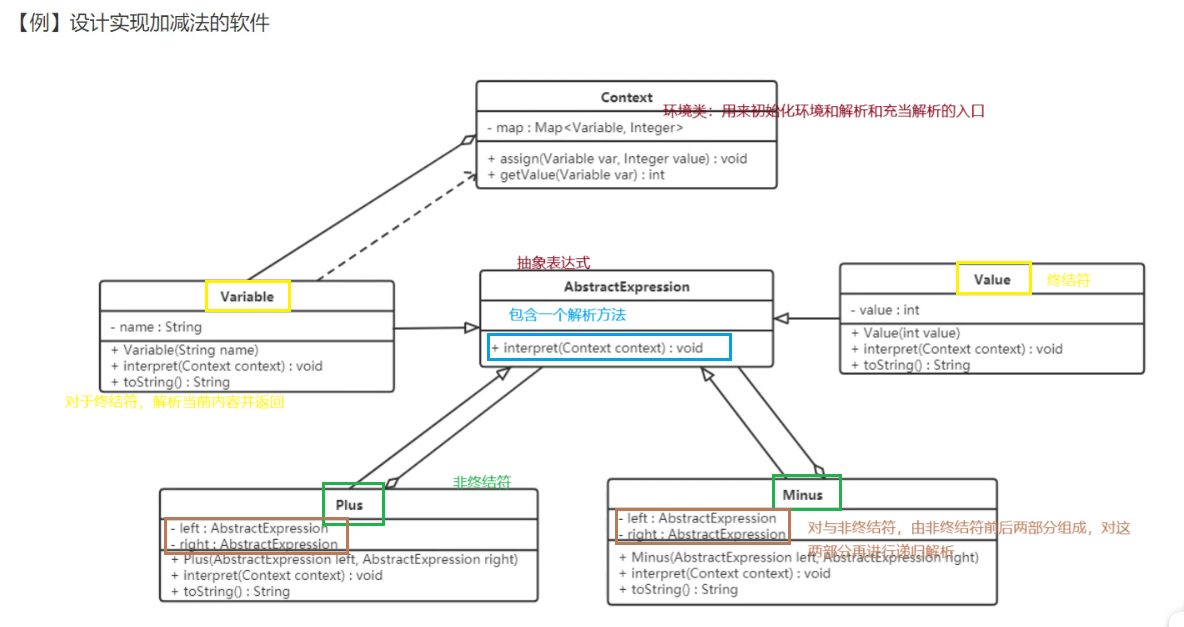 【例】设计实现加减法的软件
Context
环境类：用来初始化环境和解析和充当解析的入口
- map : Map<Variable, Integer>
+ assign(Variable var, Integer value) : void
+ getValue(Variable var) : int
抽象表达式
AbstractExpression
包含一个解析方法
+ interpret(Context context) : void
Variable
- name : String
+ Variable(String name)
+ interpret(Context context) : void
+ toString() : String
对于终结符，解析当前内容并返回
Value
终结符
- value : int
+ Value(int value)
+ interpret(Context context) : void
+ toString() : String
非终结符
Plus
- left : AbstractExpression
- right : AbstractExpression
+ Plus(AbstractExpression left, AbstractExpression right)
+ interpret(Context context) : void
+ toString() : String
Minus
- left : AbstractExpression
- right : AbstractExpression
对与非终结符，由非终结符前后两部分组成，对这
两部分再进行递归解析
+ Minus(AbstractExpression left, AbstractExpression right)
+ interpret(Context context) : void
+ toString() : String